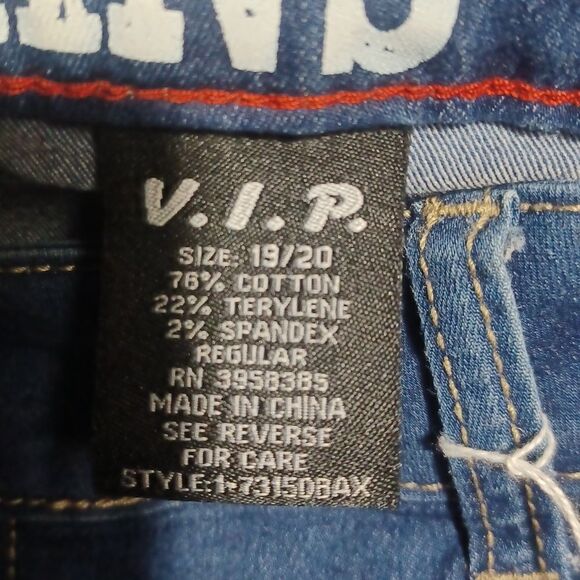 V.I.P.
SIZE: 19/20
76% COTTON
22% TERYLENE
2% SPANDEX
REGULAR
RN 3958385
MADE IN CHINA
SEE REVERSE
FOR CARE
STYLE:1-7315DBAX